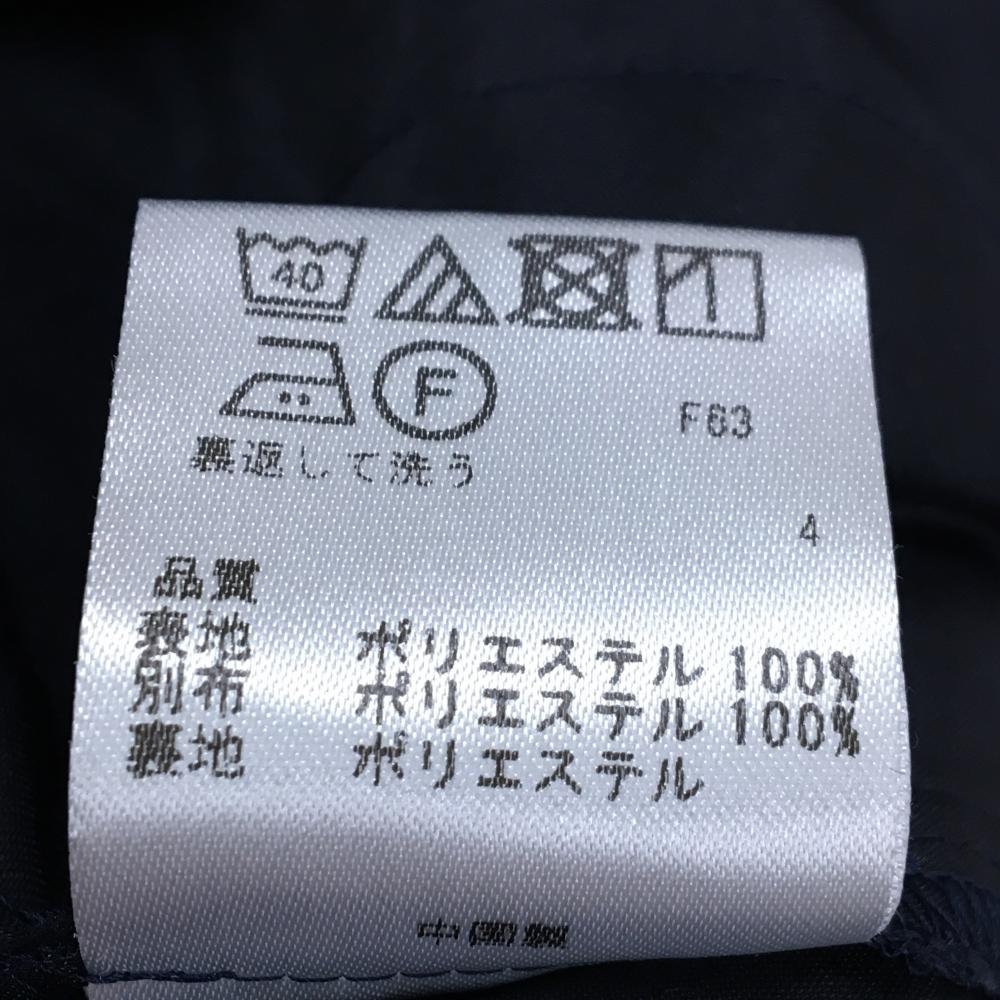 40
F
F63
裏返して洗う
4
品質
表地 ポリエステル 100%
別布 ポリエステル 100%
裏地 ポリエステル
中国製